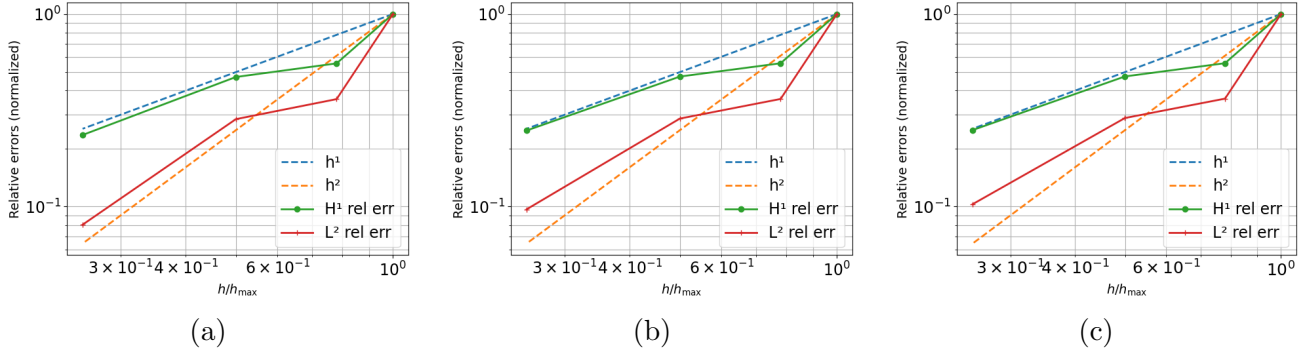 10⁰
10⁻¹
Relative errors (normalized)
h¹
h²
H¹ rel err
L² rel err
3 × 10⁻¹ 4 × 10⁻¹ 6 × 10⁻¹ 10⁰
h/hₘₐₓ
(a)
10⁰
10⁻¹
Relative errors (normalized)
h¹
h²
H¹ rel err
L² rel err
3 × 10⁻¹ 4 × 10⁻¹ 6 × 10⁻¹ 10⁰
h/hₘₐₓ
(b)
10⁰
10⁻¹
Relative errors (normalized)
h¹
h²
H¹ rel err
L² rel err
3 × 10⁻¹ 4 × 10⁻¹ 6 × 10⁻¹ 10⁰
h/hₘₐₓ
(c)